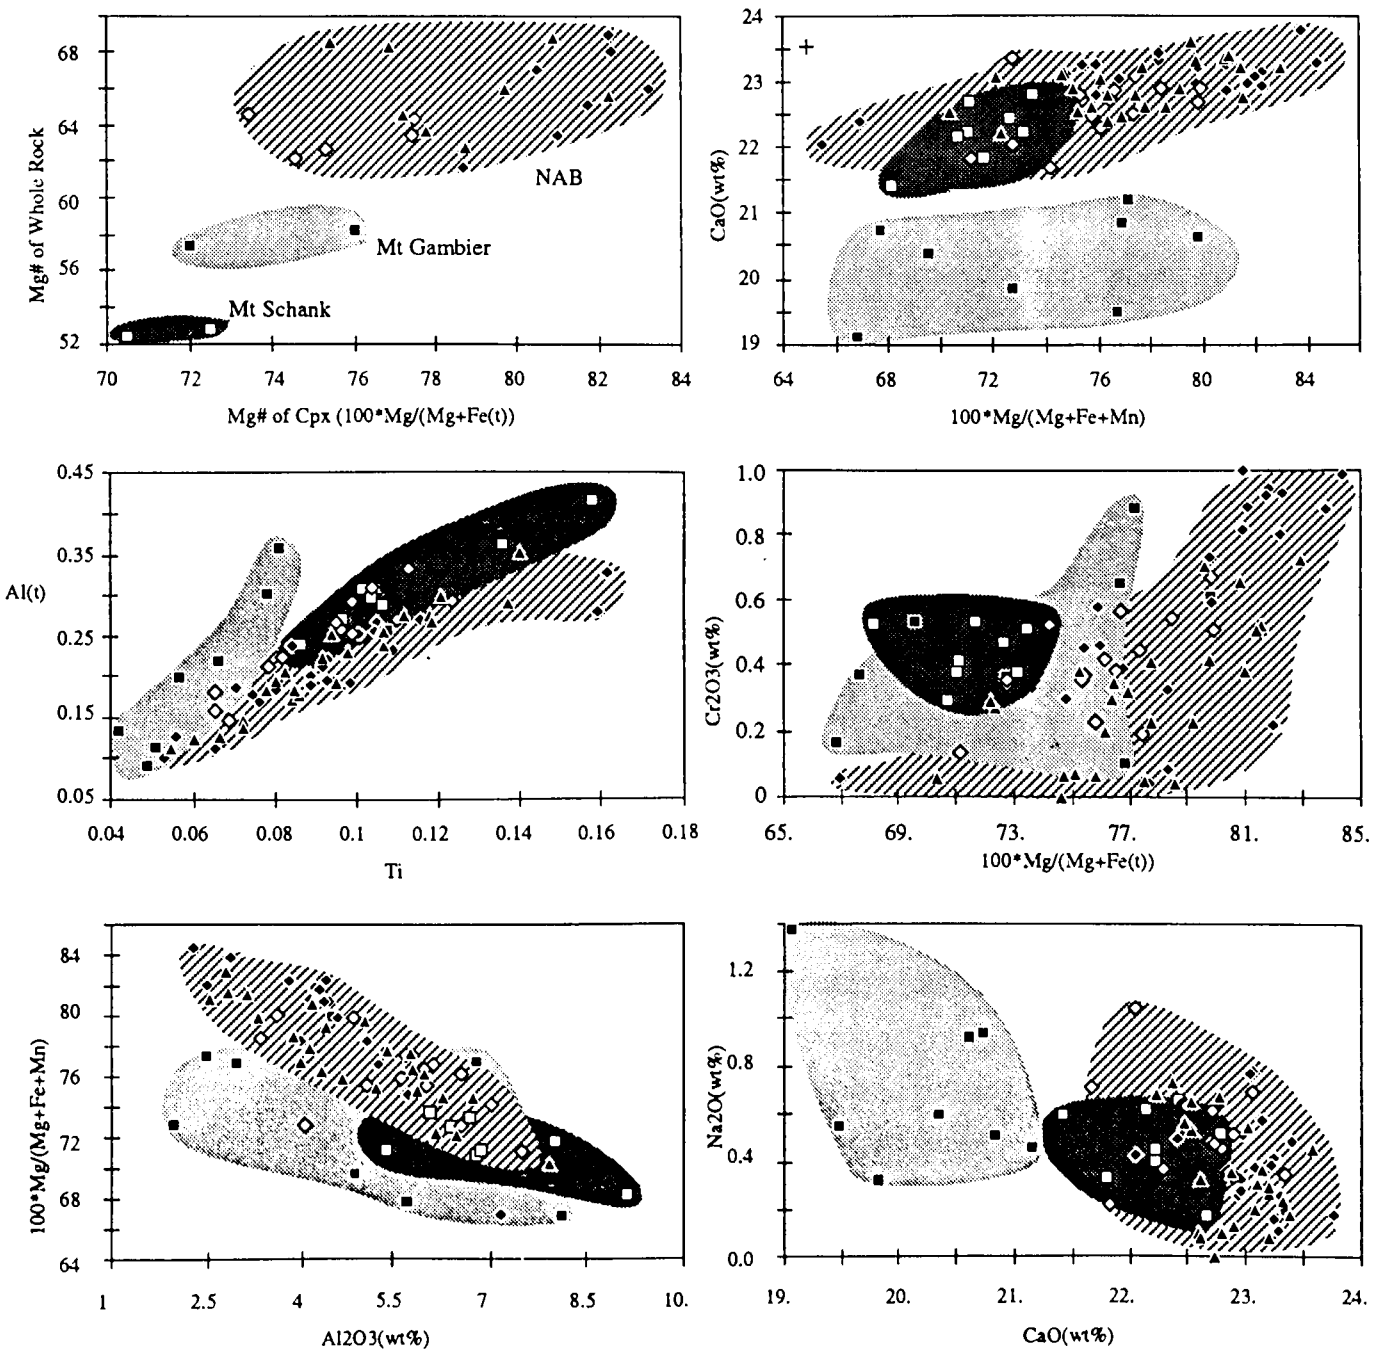 68
64
60
56
52
Mg# of Whole Rock
NAB
Mt Gambier
Mt Schank
70 72 74 76 78 80 82 84
Mg# of Cpx (100*Mg/(Mg+Fe(t))
24
23
22
21
20
19
CaO(wt%)
64 68 72 76 80 84
100*Mg/(Mg+Fe+Mn)
0.45
0.35
0.25
0.15
0.05
Al(t)
0.04 0.06 0.08 0.1 0.12 0.14 0.16 0.18
Ti
1.0
0.8
0.6
0.4
0.2
0
Cr2O3(wt%)
65. 69. 73. 77. 81. 85.
100*Mg/(Mg+Fe(t))
84
80
76
72
68
64
100*Mg/(Mg+Fe+Mn)
1 2.5 4 5.5 7 8.5 10.
Al2O3(wt%)
1.2
0.8
0.4
0.0
Na2O(wt%)
19. 20. 21. 22. 23. 24.
CaO(wt%)